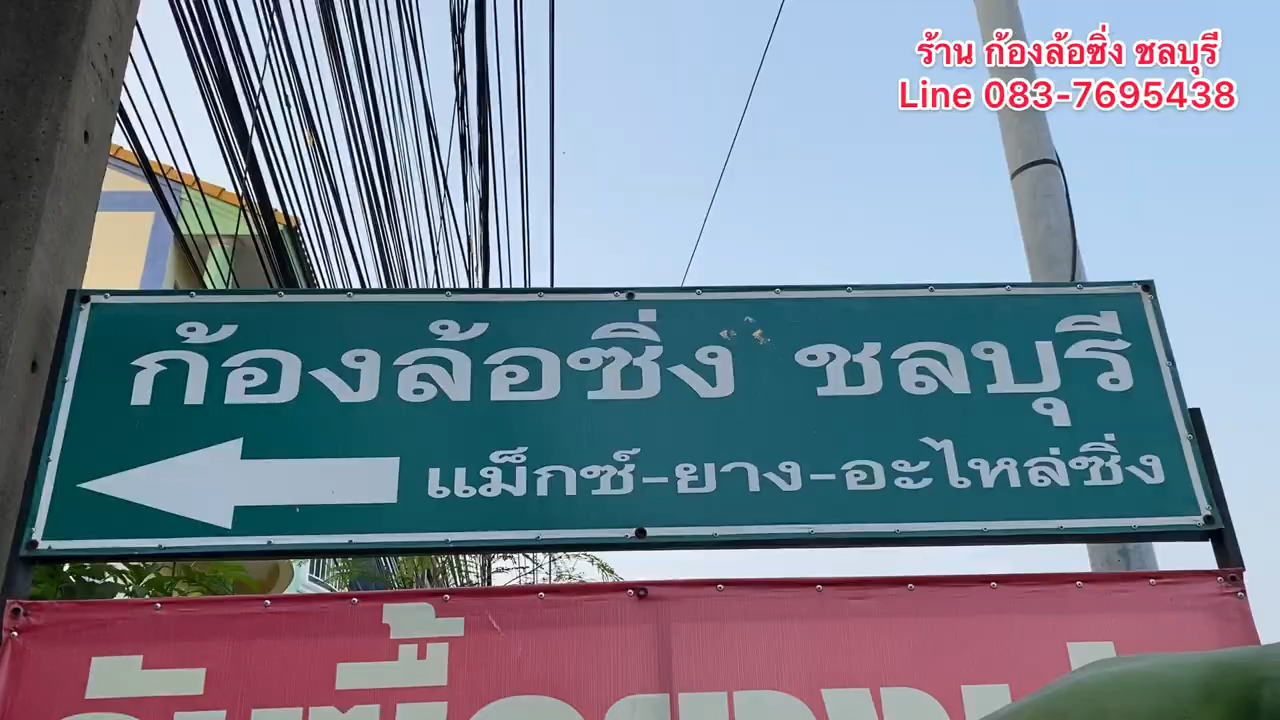 ร้าน ก้องล้อซิ่ง ชลบุรี
Line 083-7695438
ก้องล้อซิ่ง ชลบุรี
แม็กซ์-ยาง-อะไหล่ซิ่ง